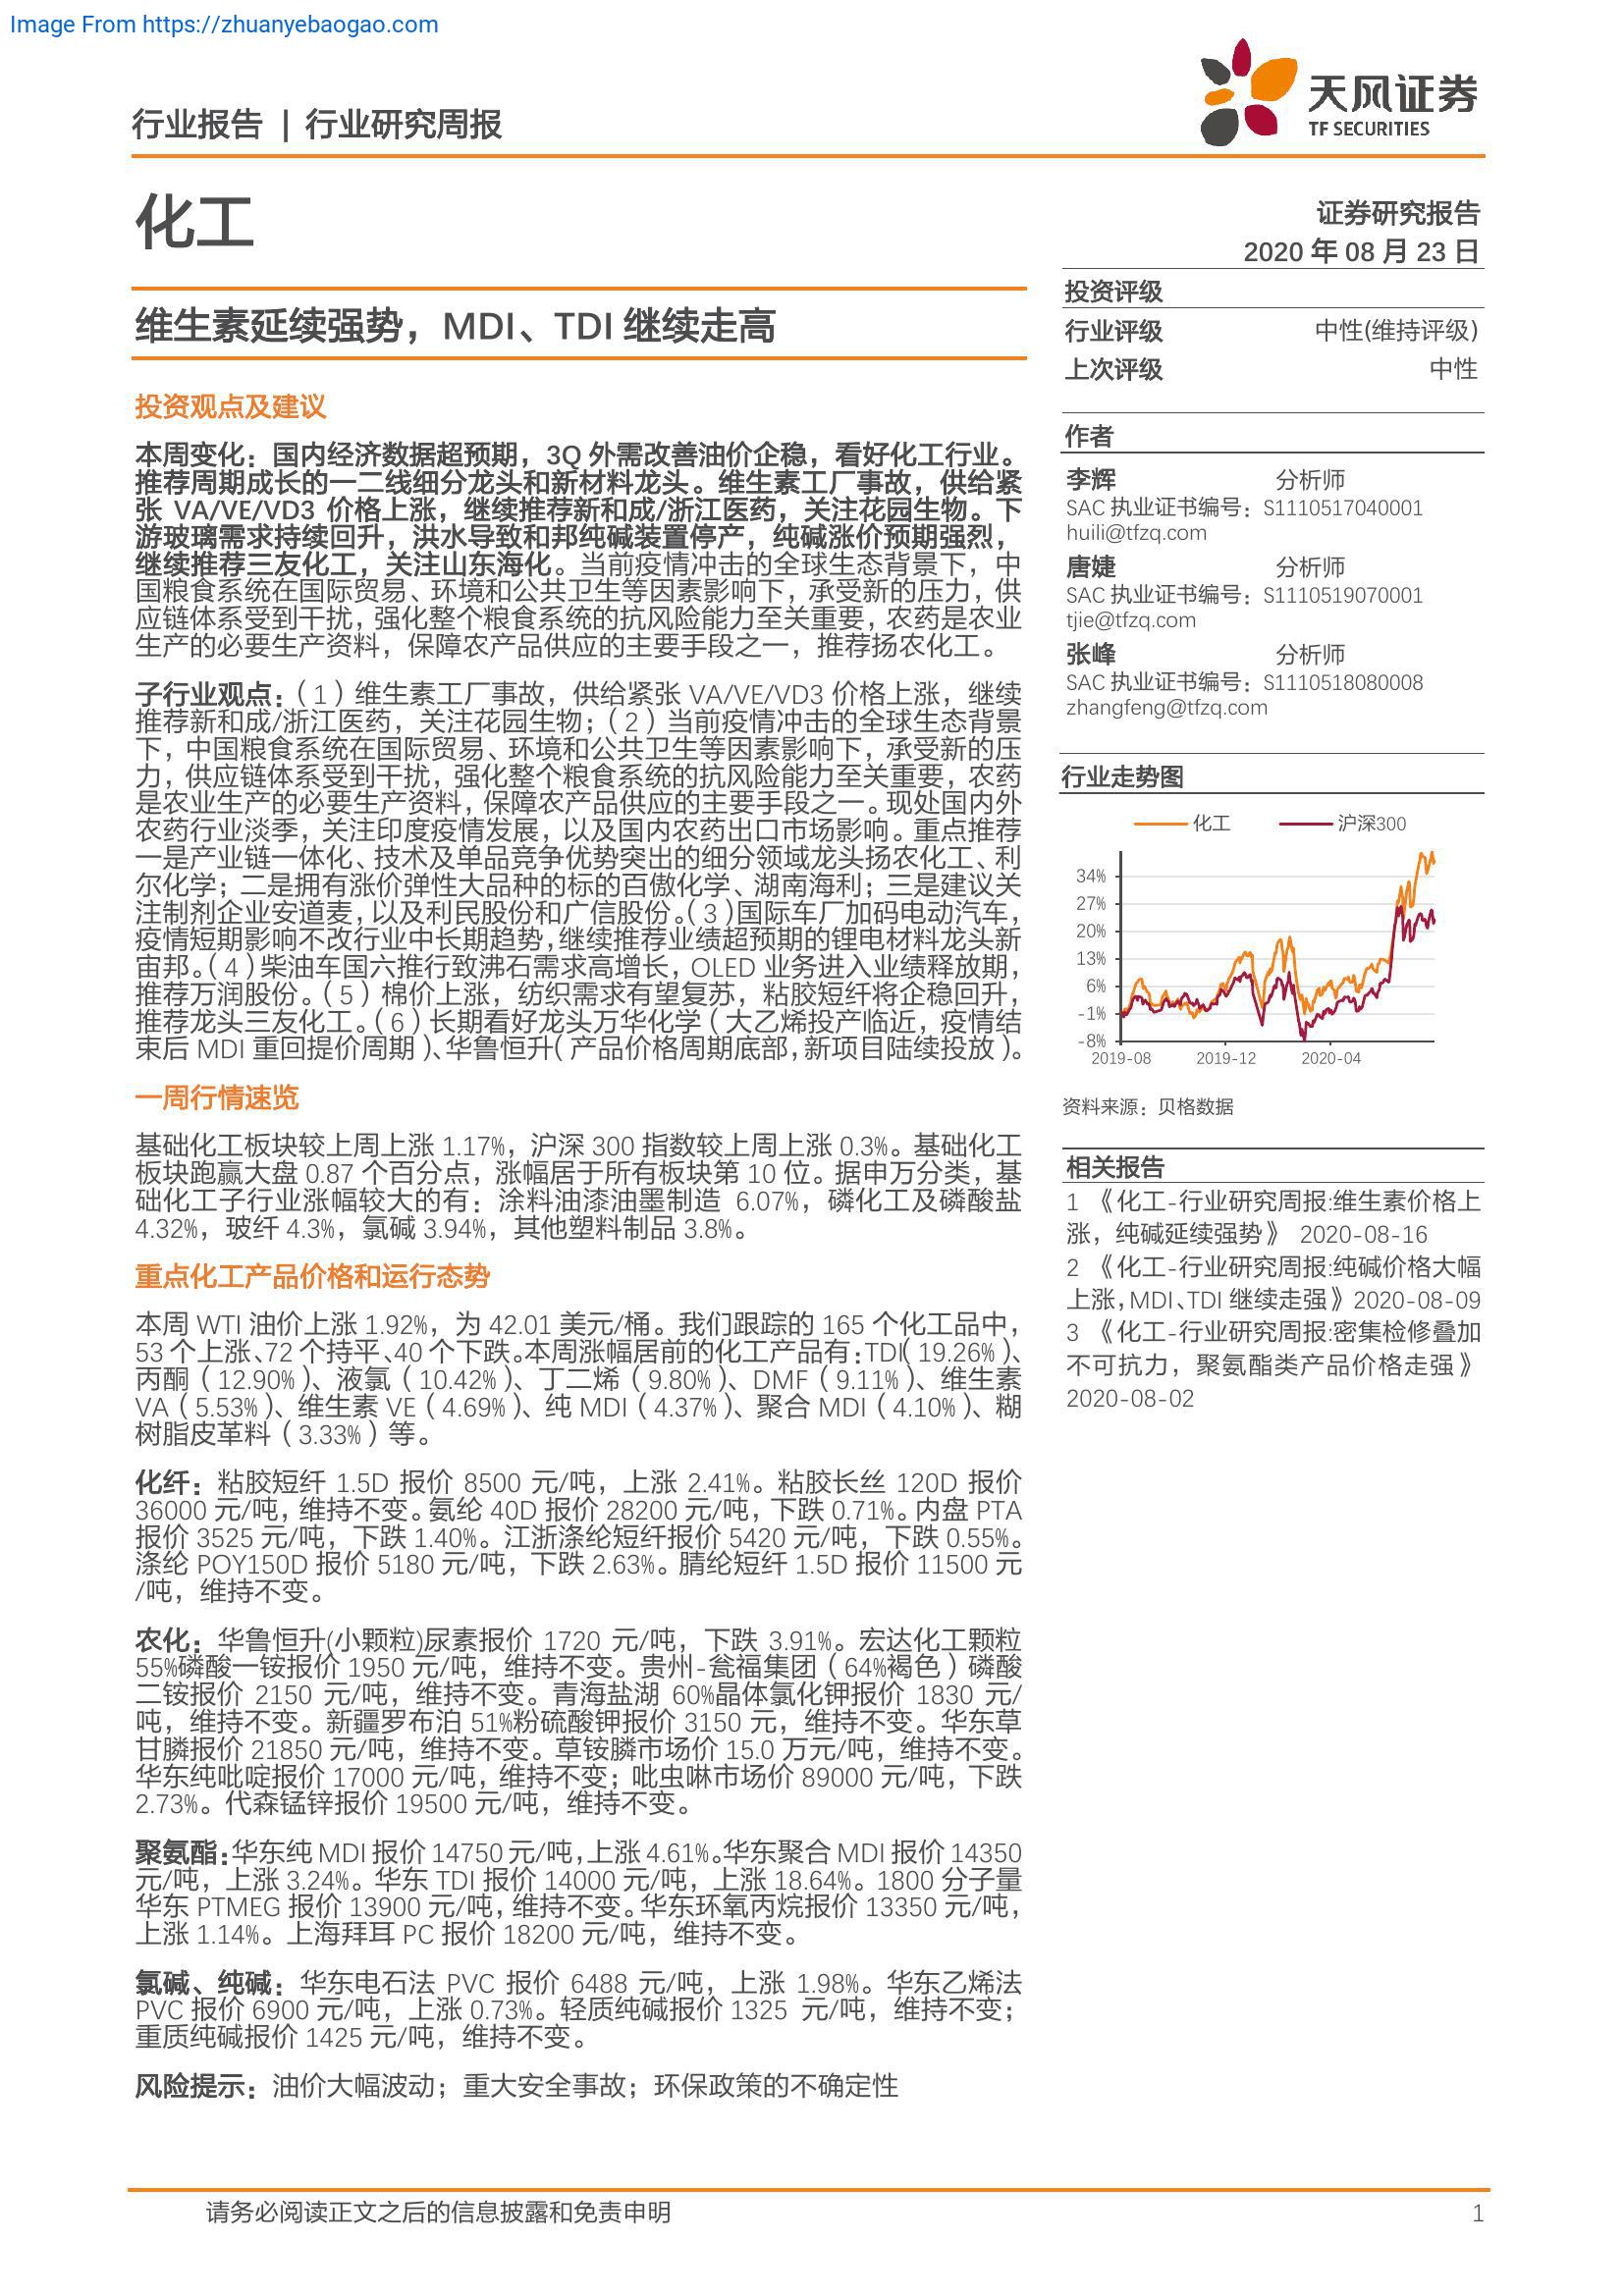 Image From https://zhuanyebaogao.com
行业报告 | 行业研究周报
天风证券
TF SECURITIES
化工
证券研究报告
2020 年 08 月 23 日
维生素延续强势，MDI、TDI 继续走高
投资观点及建议
本周变化：国内经济数据超预期，3Q 外需改善油价企稳，看好化工行业。
推荐周期成长的一二线细分龙头和新材料龙头。维生素工厂事故，供给紧
张 VA/VE/VD3 价格上涨，继续推荐新和成/浙江医药，关注花园生物。下
游玻璃需求持续回升，洪水导致和邦纯碱装置停产，纯碱涨价预期强烈，
继续推荐三友化工，关注山东海化。当前疫情冲击的全球生态背景下，中
国粮食系统在国际贸易、环境和公共卫生等因素影响下，承受新的压力，供
应链体系受到干扰，强化整个粮食系统的抗风险能力至关重要，农药是农业
生产的必要生产资料，保障农产品供应的主要手段之一，推荐扬农化工。
子行业观点：（1）维生素工厂事故，供给紧张 VA/VE/VD3 价格上涨，继续
推荐新和成/浙江医药，关注花园生物；（2）当前疫情冲击的全球生态背景
下，中国粮食系统在国际贸易、环境和公共卫生等因素影响下，承受新的压
力，供应链体系受到干扰，强化整个粮食系统的抗风险能力至关重要，农药
是农业生产的必要生产资料，保障农产品供应的主要手段之一。现处国内外
农药行业淡季，关注印度疫情发展，以及国内农药出口市场影响。重点推荐
一是产业链一体化、技术及单品竞争优势突出的细分领域龙头扬农化工、利
尔化学；二是拥有涨价弹性大品种的标的百傲化学、湖南海利；三是建议关
注制剂企业安道麦，以及利民股份和广信股份。（3）国际车厂加码电动汽车，
疫情短期影响不改行业中长期趋势，继续推荐业绩超预期的锂电材料龙头新
宙邦。（4）柴油车国六推行致沸石需求高增长，OLED 业务进入业绩释放期，
推荐万润股份。（5）棉价上涨，纺织需求有望复苏，粘胶短纤将企稳回升，
推荐龙头三友化工。（6）长期看好龙头万华化学（大乙烯投产临近，疫情结
束后 MDI 重回提价周期）、华鲁恒升（产品价格周期底部，新项目陆续投放）。
一周行情速览
基础化工板块较上周上涨 1.17%，沪深 300 指数较上周上涨 0.3%。基础化工
板块跑赢大盘 0.87 个百分点，涨幅居于所有板块第 10 位。据申万分类，基
础化工子行业涨幅较大的有：涂料油漆油墨制造 6.07%，磷化工及磷酸盐
4.32%，玻纤 4.3%，氯碱 3.94%，其他塑料制品 3.8%。
重点化工产品价格和运行态势
本周 WTI 油价上涨 1.92%，为 42.01 美元/桶。我们跟踪的 165 个化工品中，
53 个上涨、72 个持平、40 个下跌。本周涨幅居前的化工产品有：TDI（19.26%）、
丙酮（12.90%）、液氯（10.42%）、丁二烯（9.80%）、DMF（9.11%）、维生素
VA（5.53%）、维生素 VE（4.69%）、纯 MDI（4.37%）、聚合 MDI（4.10%）、糊
树脂皮革料（3.33%）等。
化纤：粘胶短纤 1.5D 报价 8500 元/吨，上涨 2.41%。粘胶长丝 120D 报价
36000 元/吨，维持不变。氨纶 40D 报价 28200 元/吨，下跌 0.71%。内盘 PTA
报价 3525 元/吨，下跌 1.40%。江浙涤纶短纤报价 5420 元/吨，下跌 0.55%。
涤纶 POY150D 报价 5180 元/吨，下跌 2.63%。腈纶短纤 1.5D 报价 11500 元
/吨，维持不变。
农化：华鲁恒升(小颗粒)尿素报价 1720 元/吨，下跌 3.91%。宏达化工颗粒
55%磷酸一铵报价 1950 元/吨，维持不变。贵州-瓮福集团（64%褐色）磷酸
二铵报价 2150 元/吨，维持不变。青海盐湖 60%晶体氯化钾报价 1830 元/
吨，维持不变。新疆罗布泊 51%粉硫酸钾报价 3150 元，维持不变。华东草
甘膦报价 21850 元/吨，维持不变。草铵膦市场价 15.0 万元/吨，维持不变。
华东纯吡啶报价 17000 元/吨，维持不变；吡虫啉市场价 89000 元/吨，下跌
2.73%。代森锰锌报价 19500 元/吨，维持不变。
聚氨酯：华东纯 MDI 报价 14750 元/吨，上涨 4.61%。华东聚合 MDI 报价 14350
元/吨，上涨 3.24%。华东 TDI 报价 14000 元/吨，上涨 18.64%。1800 分子量
华东 PTMEG 报价 13900 元/吨，维持不变。华东环氧丙烷报价 13350 元/吨，
上涨 1.14%。上海拜耳 PC 报价 18200 元/吨，维持不变。
氯碱、纯碱：华东电石法 PVC 报价 6488 元/吨，上涨 1.98%。华东乙烯法
PVC 报价 6900 元/吨，上涨 0.73%。轻质纯碱报价 1325 元/吨，维持不变；
重质纯碱报价 1425 元/吨，维持不变。
风险提示：油价大幅波动；重大安全事故；环保政策的不确定性
投资评级
行业评级 中性(维持评级)
上次评级 中性
作者
李辉 分析师
SAC 执业证书编号：S1110517040001
huili@tfzq.com
唐婕 分析师
SAC 执业证书编号：S1110519070001
tjie@tfzq.com
张峰 分析师
SAC 执业证书编号：S1110518080008
zhangfeng@tfzq.com
行业走势图
化工 沪深300
34%
27%
20%
13%
6%
-1%
-8%
2019-08 2019-12 2020-04
资料来源：贝格数据
相关报告
1 《化工-行业研究周报:维生素价格上
涨，纯碱延续强势》 2020-08-16
2 《化工-行业研究周报:纯碱价格大幅
上涨，MDI、TDI 继续走强》 2020-08-09
3 《化工-行业研究周报:密集检修叠加
不可抗力，聚氨酯类产品价格走强》
2020-08-02
请务必阅读正文之后的信息披露和免责申明 1